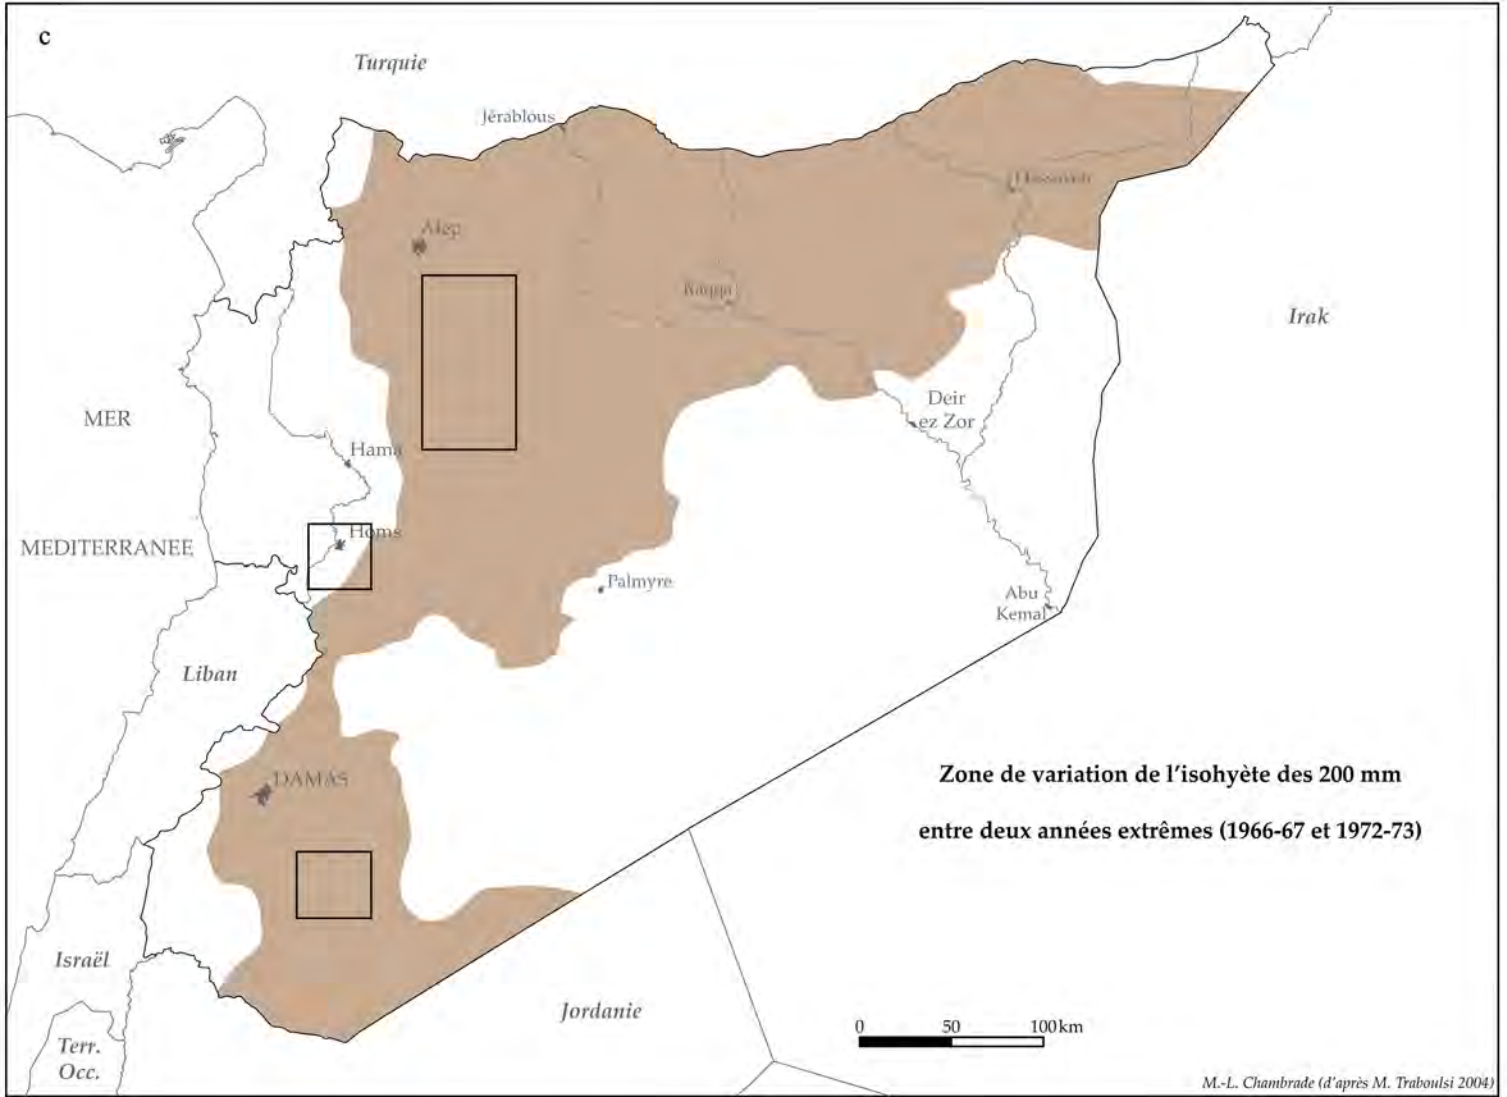 c
Turquie
Jérablous
Hassakeh
Alep
Raqqa
Irak
MER
Deir
ez Zor
Hama
Homs
MEDITERRANEE
Palmyre
Abu
Kemal
Liban
DAMAS
Zone de variation de l'isohyète des 200 mm
entre deux années extrêmes (1966-67 et 1972-73)
Israël
Jordanie
0 50 100 km
Terr.
Occ.
M.-L. Chambrade (d'après M. Traboulsi 2004)